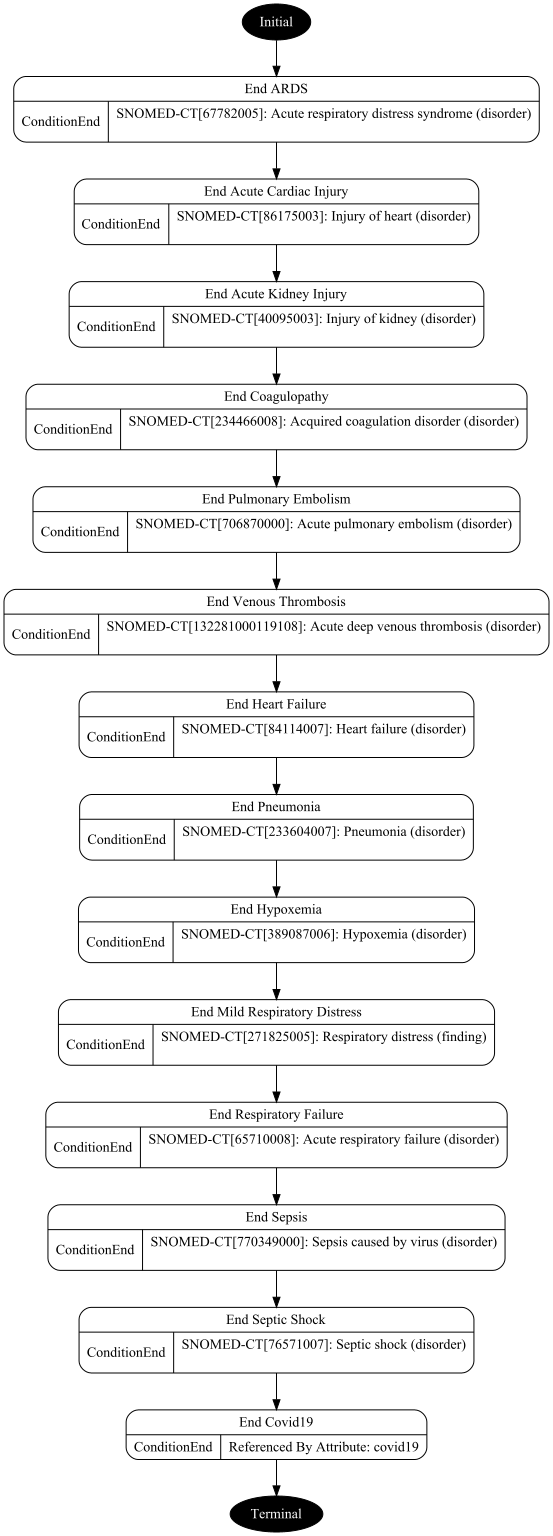 Initial
End ARDS
ConditionEnd
SNOMED-CT[67782005]: Acute respiratory distress syndrome (disorder)
End Acute Cardiac Injury
ConditionEnd
SNOMED-CT[86175003]: Injury of heart (disorder)
End Acute Kidney Injury
ConditionEnd
SNOMED-CT[40095003]: Injury of kidney (disorder)
End Coagulopathy
ConditionEnd
SNOMED-CT[234466008]: Acquired coagulation disorder (disorder)
End Pulmonary Embolism
ConditionEnd
SNOMED-CT[706870000]: Acute pulmonary embolism (disorder)
End Venous Thrombosis
ConditionEnd
SNOMED-CT[132281000119108]: Acute deep venous thrombosis (disorder)
End Heart Failure
ConditionEnd
SNOMED-CT[84114007]: Heart failure (disorder)
End Pneumonia
ConditionEnd
SNOMED-CT[233604007]: Pneumonia (disorder)
End Hypoxemia
ConditionEnd
SNOMED-CT[389087006]: Hypoxemia (disorder)
End Mild Respiratory Distress
ConditionEnd
SNOMED-CT[271825005]: Respiratory distress (finding)
End Respiratory Failure
ConditionEnd
SNOMED-CT[65710008]: Acute respiratory failure (disorder)
End Sepsis
ConditionEnd
SNOMED-CT[770349000]: Sepsis caused by virus (disorder)
End Septic Shock
ConditionEnd
SNOMED-CT[76571007]: Septic shock (disorder)
End Covid19
ConditionEnd
Referenced By Attribute: covid19
Terminal